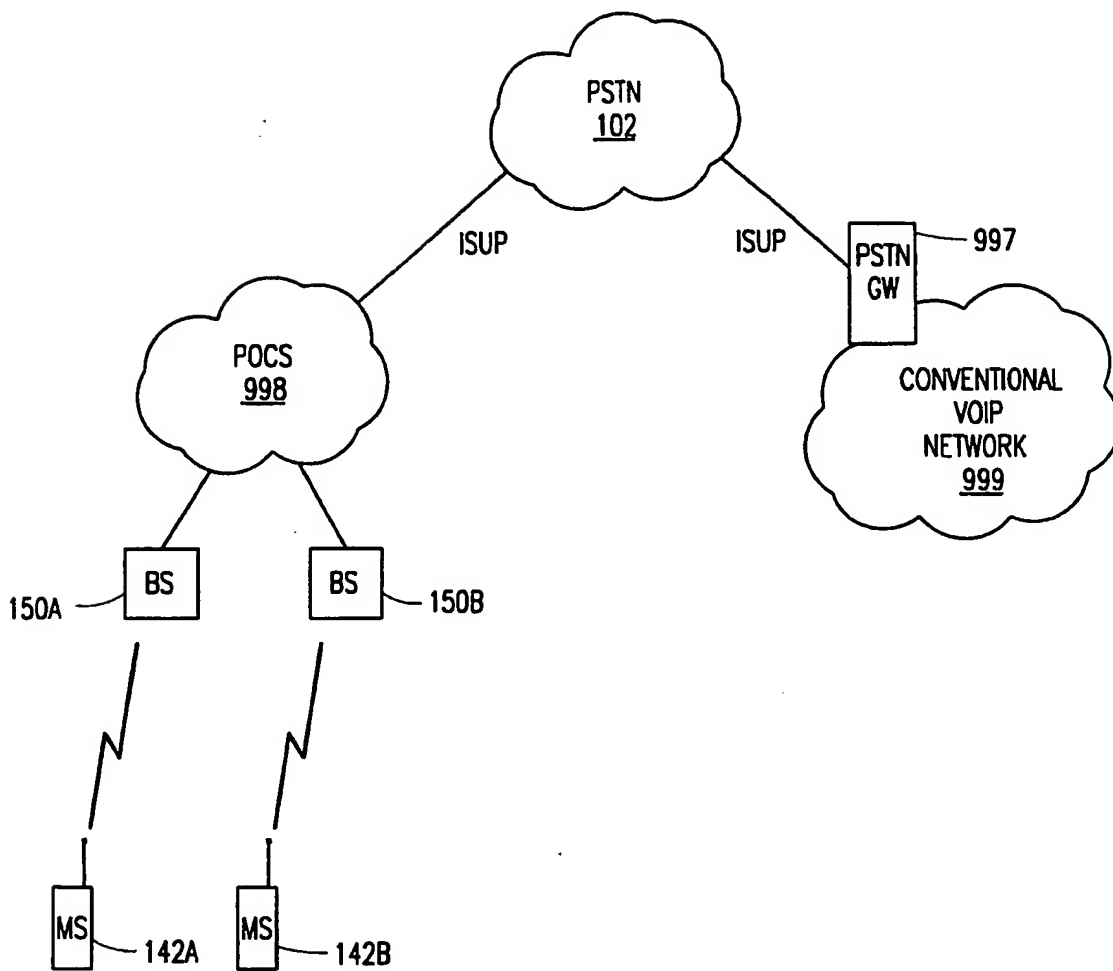 PSTN
102
ISUP
ISUP
PSTN
GW
997
POCS
998
CONVENTIONAL
VOIP
NETWORK
999
BS
BS
150A
150B
MS
142A
MS
142B